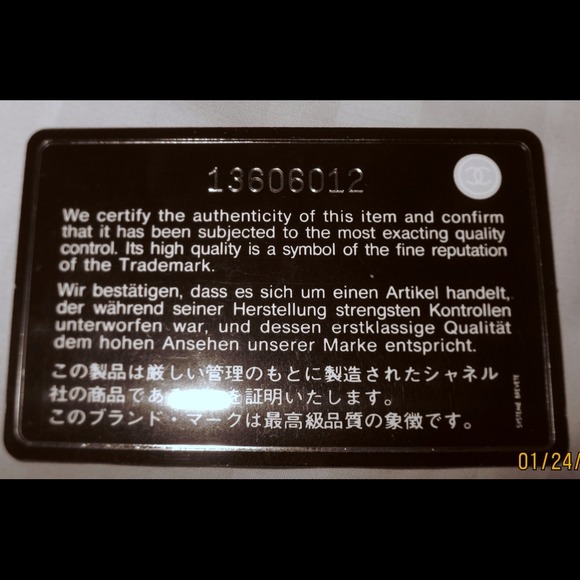 13606012
We certify the authenticity of this item and confirm
that it has been subjected to the most exacting quality
control. Its high quality is a symbol of the fine reputation
of the Trademark.
Wir bestätigen, dass es sich um einen Artikel handelt,
der während seiner Herstellung strengsten Kontrollen
unterworfen war, und dessen erstklassige Qualität
dem hohen Ansehen unserer Marke entspricht.
この製品は厳しい管理のもとに製造されたシャネル
社の商品であ を証明いたします。
このブランド・マークは最高級品質の象徴です。
SYSTEME BREVETE
01/24/